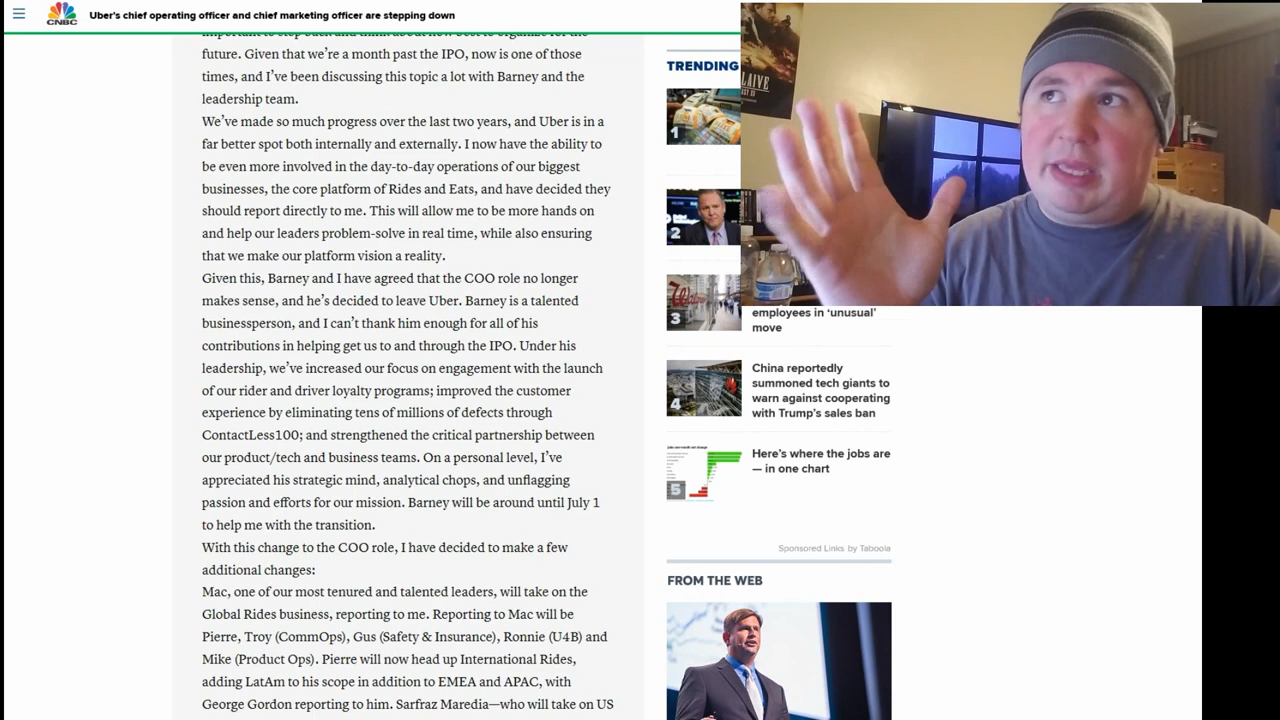 CNBC
Uber's chief operating officer and chief marketing officer are stepping down
important to step back and think about how best to organize for the
future. Given that we're a month past the IPO, now is one of those
times, and I've been discussing this topic a lot with Barney and the
leadership team.
We've made so much progress over the last two years, and Uber is in a
far better spot both internally and externally. I now have the ability to
be even more involved in the day-to-day operations of our biggest
businesses, the core platform of Rides and Eats, and have decided they
should report directly to me. This will allow me to be more hands on
and help our leaders problem-solve in real time, while also ensuring
that we make our platform vision a reality.
Given this, Barney and I have agreed that the COO role no longer
makes sense, and he's decided to leave Uber. Barney is a talented
businessperson, and I can't thank him enough for all of his
contributions in helping get us to and through the IPO. Under his
leadership, we've increased our focus on engagement with the launch
of our rider and driver loyalty programs; improved the customer
experience by eliminating tens of millions of defects through
ContactLess100; and strengthened the critical partnership between
our product/tech and business teams. On a personal level, I've
appreciated his strategic mind, analytical chops, and unflagging
passion and efforts for our mission. Barney will be around until July 1
to help me with the transition.
With this change to the COO role, I have decided to make a few
additional changes:
Mac, one of our most tenured and talented leaders, will take on the
Global Rides business, reporting to me. Reporting to Mac will be
Pierre, Troy (CommOps), Gus (Safety & Insurance), Ronnie (U4B) and
Mike (Product Ops). Pierre will now head up International Rides,
adding LatAm to his scope in addition to EMEA and APAC, with
George Gordon reporting to him. Sarfraz Maredia—who will take on US
TRENDING
1
2
3
employees in 'unusual'
move
4
China reportedly
summoned tech giants to
warn against cooperating
with Trump's sales ban
5
Here's where the jobs are
— in one chart
Sponsored Links by Taboola
FROM THE WEB
LAIVE